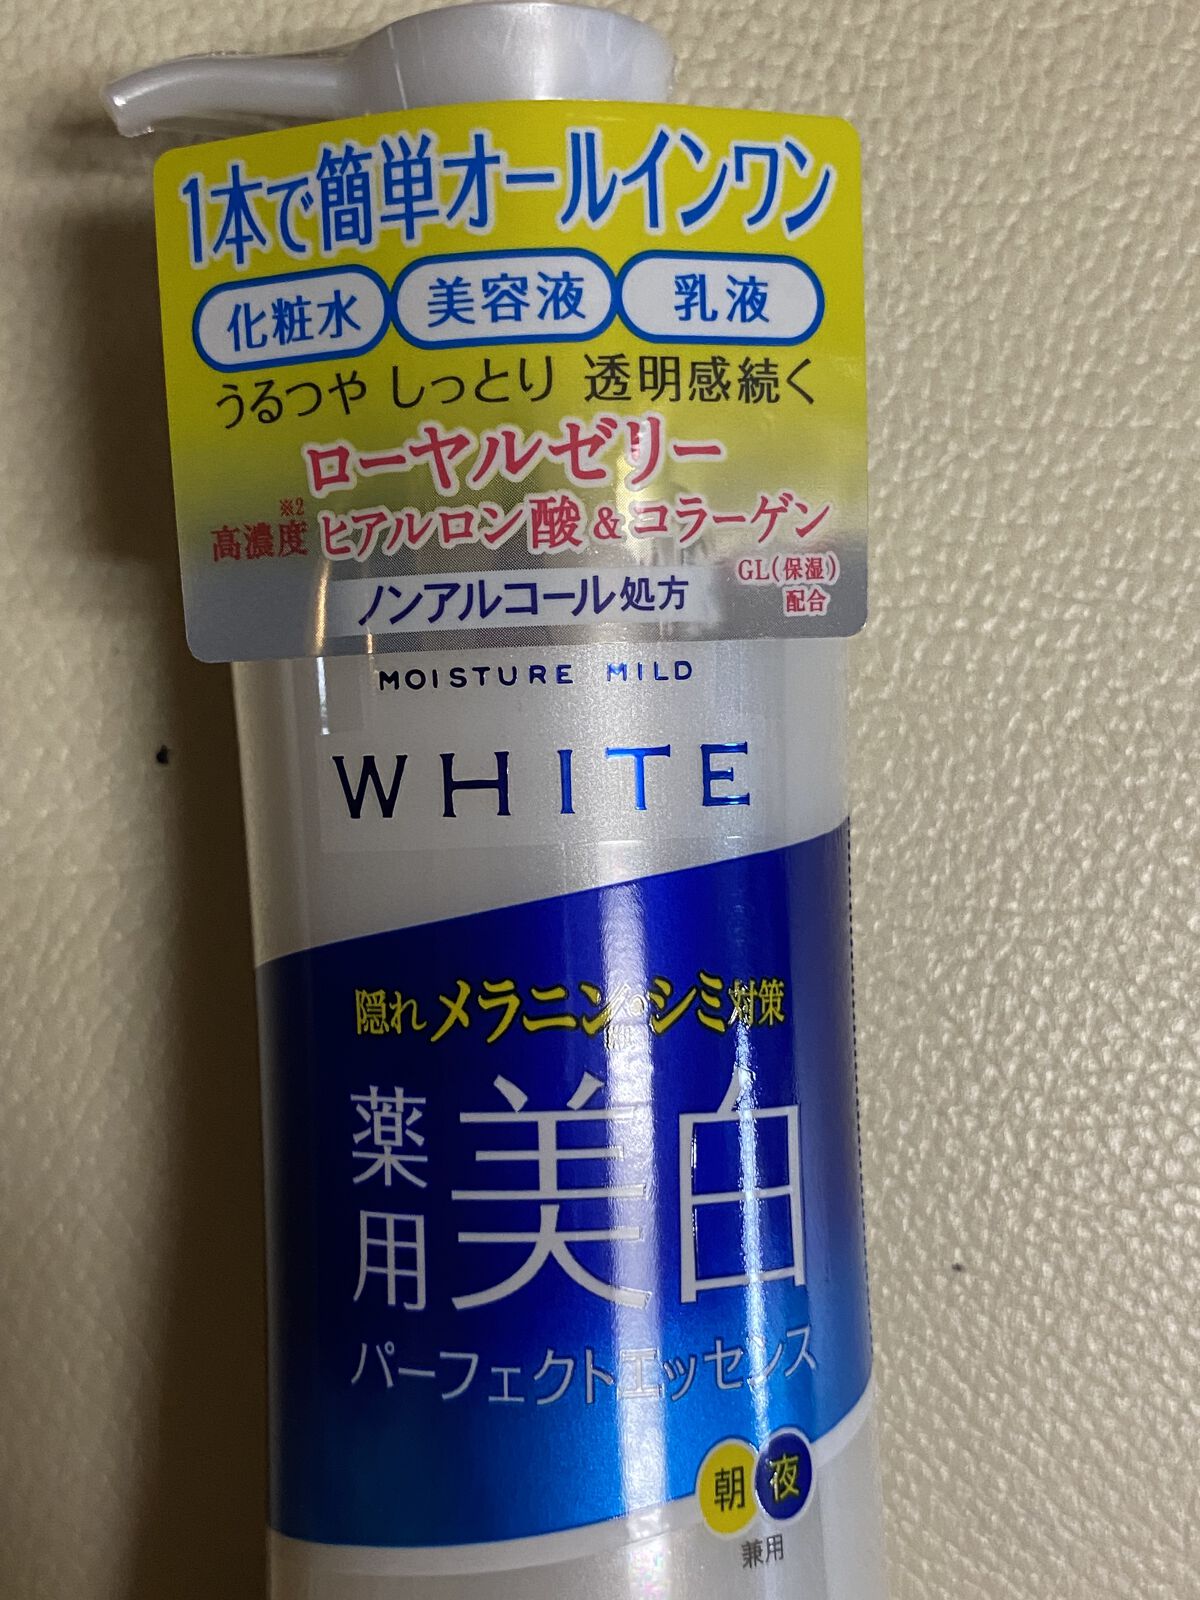 1本で簡単オールインワン
化粧水 美容液 乳液
うるつや しっとり 透明感続く
ローヤルゼリー
※2
高濃度 ヒアルロン酸&コラーゲン
GL(保湿)
配合
ノンアルコール処方
MOISTURE MILD
WHITE
隠れメラニン・シミ対策
薬用 美白
パーフェクトエッセンス
朝 夜
兼用